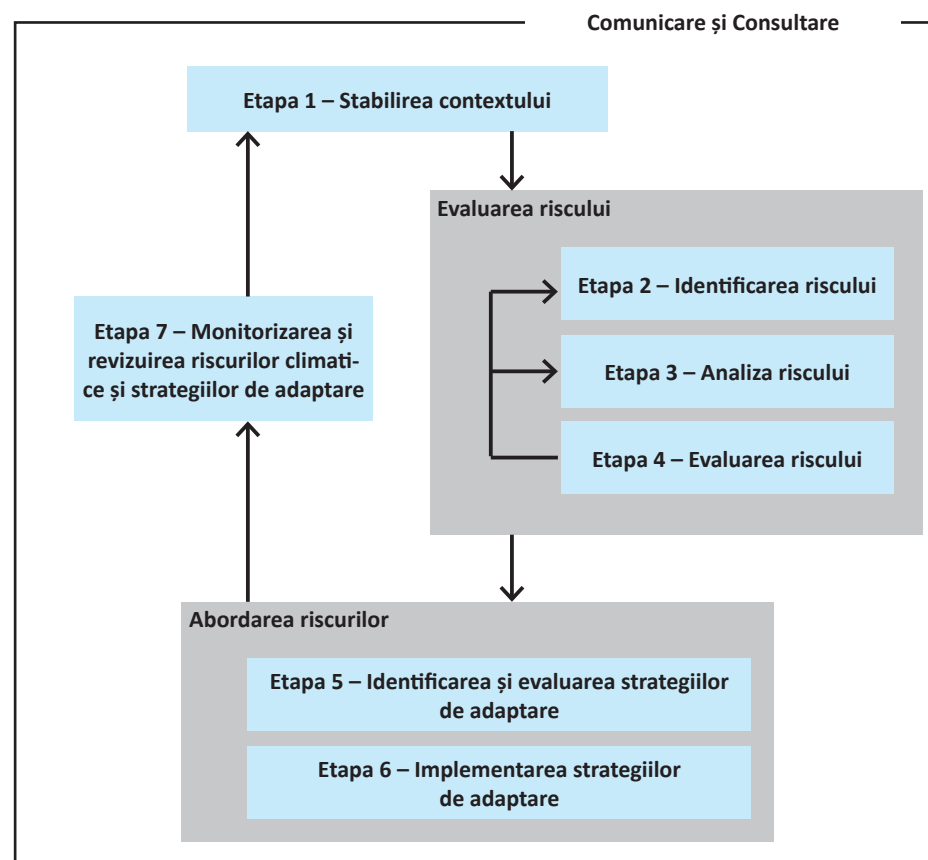 Comunicare și Consultare
Etapa 1 – Stabilirea contextului
Evaluarea riscului
Etapa 2 – Identificarea riscului
Etapa 3 – Analiza riscului
Etapa 4 – Evaluarea riscului
Etapa 7 – Monitorizarea și
revizuirea riscurilor climati-
ce și strategiilor de adaptare
Abordarea riscurilor
Etapa 5 – Identificarea și evaluarea strategiilor
de adaptare
Etapa 6 – Implementarea strategiilor
de adaptare